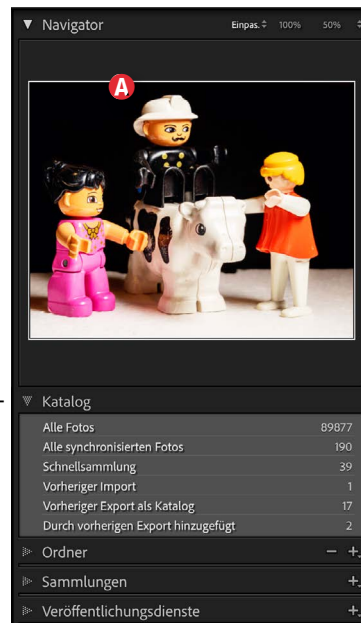 Navigator Einpas. 100% 50%
A
Katalog
Alle Fotos 89877
Alle synchronisierten Fotos 190
Schnellsammlung 39
Vorheriger Import 1
Vorheriger Export als Katalog 17
Durch vorherigen Export hinzugefügt 2
Ordner
Sammlungen
Veröffentlichungsdienste